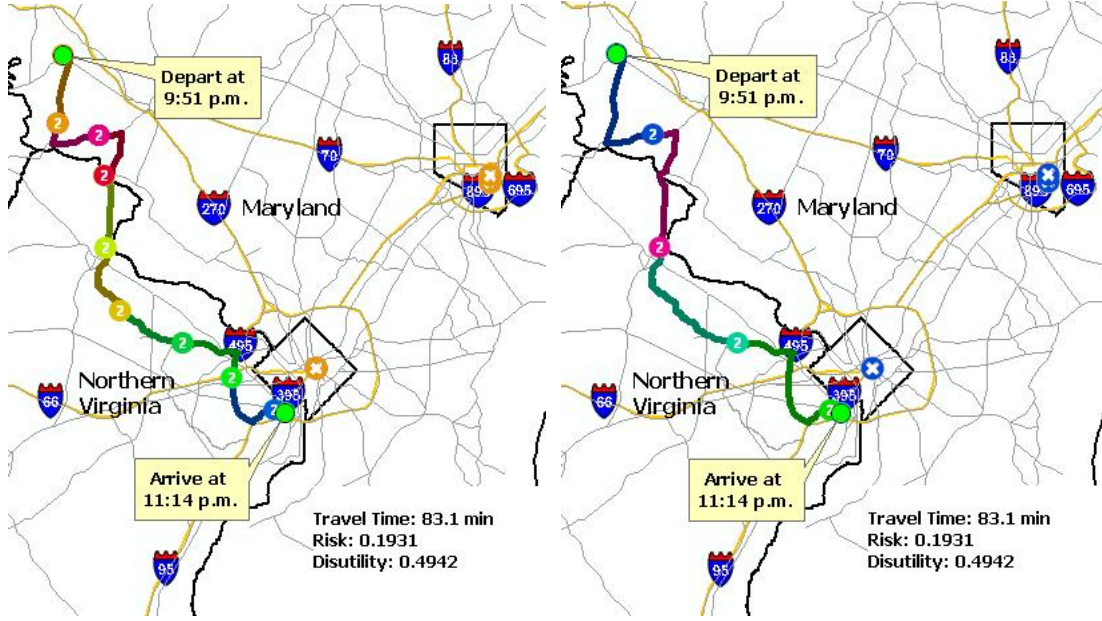 83
Depart at
9:51 p.m.
2
2
70
2
895
695
270
Maryland
2
2
2
495
Northern
Virginia
2
66
395
2
Arrive at
11:14 p.m.
Travel Time: 83.1 min
Risk: 0.1931
Disutility: 0.4942
95
83
Depart at
9:51 p.m.
2
70
895
695
270
Maryland
2
2
495
Northern
Virginia
66
395
2
Arrive at
11:14 p.m.
Travel Time: 83.1 min
Risk: 0.1931
Disutility: 0.4942
95